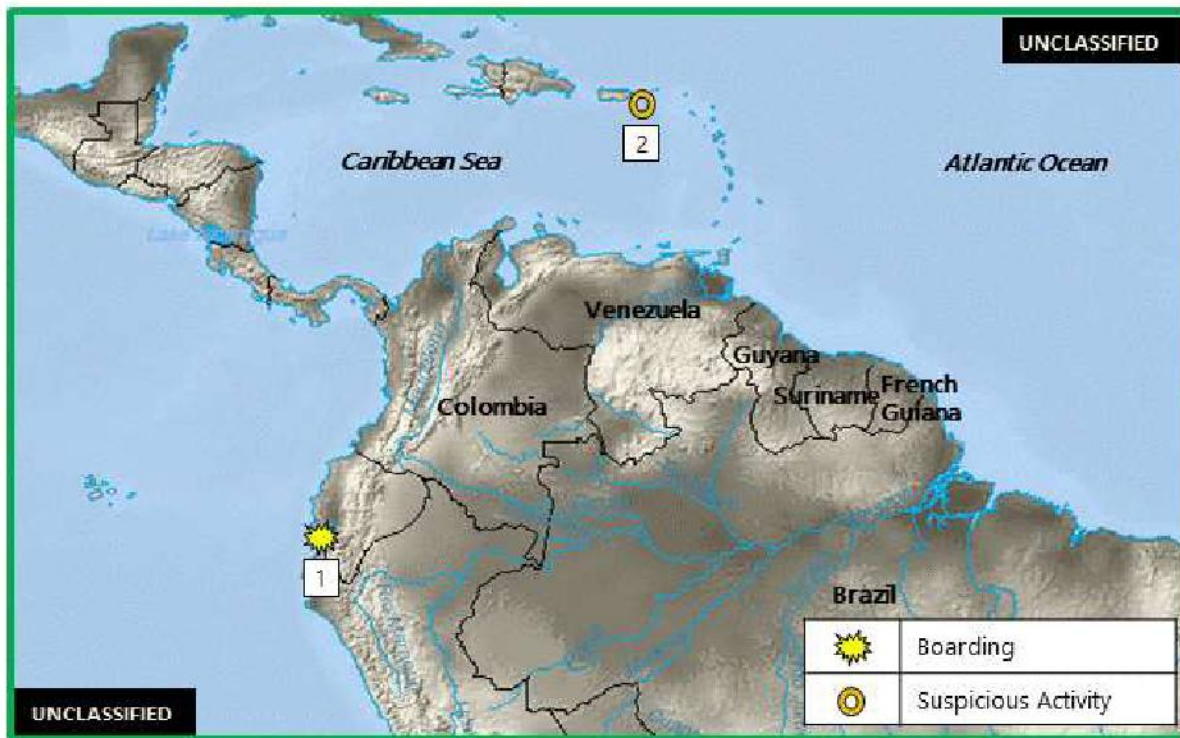 UNCLASSIFIED
2
Caribbean Sea
Atlantic Ocean
Venezuela
Guyana
Suriname
French
Guiana
Colombia
1
Brazil
Boarding
Suspicious Activity
UNCLASSIFIED